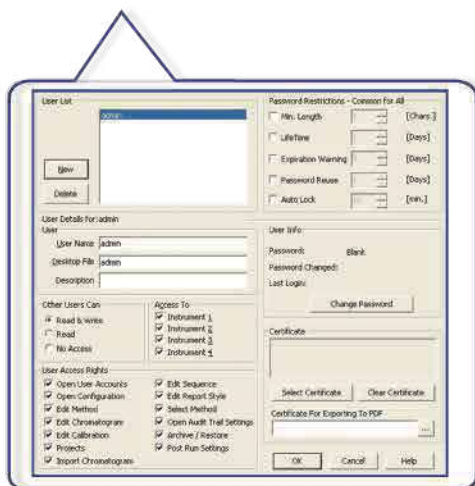 User List
admin
New
Delete
Password Restrictions - Common for All
Min. Length [Chars.]
LifeTime [Days]
Expiration Warning [Days]
Password Reuse [Days]
Auto Lock [min.]
User Details for: admin
User
User Name admin
Desktop File admin
Description
User Info
Password: Blank
Password Changed:
Last Login:
Change Password
Other Users Can
Read & Write
Read
No Access
Access To
Instrument 1
Instrument 2
Instrument 3
Instrument 4
Certificate
Select Certificate Clear Certificate
Certificate For Exporting To PDF
...
User Access Rights
Open User Accounts
Open Configuration
Edit Method
Edit Chromatogram
Edit Calibration
Projects
Import Chromatogram
Edit Sequence
Edit Report Style
Select Method
Open Audit Trail Settings
Archive / Restore
Post Run Settings
OK Cancel Help